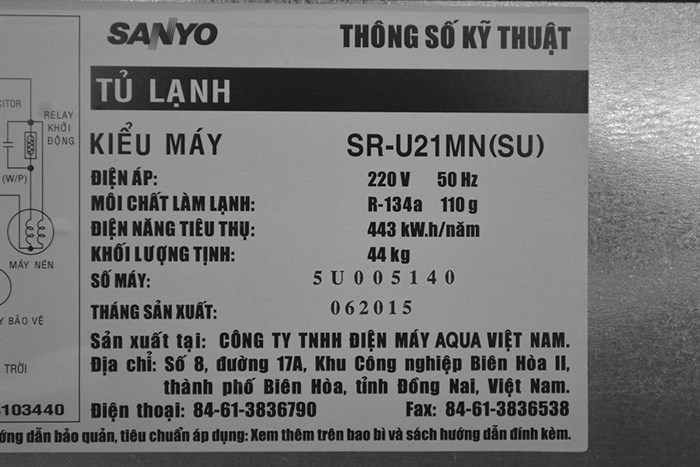 SANYO THÔNG SỐ KỸ THUẬT
TỦ LẠNH
KIỂU MÁY SR-U21MN(SU)
ĐIỆN ÁP: 220 V 50 Hz
MÔI CHẤT LÀM LẠNH: R-134a 110 g
ĐIỆN NĂNG TIÊU THỤ: 443 kW.h/năm
KHỐI LƯỢNG TỊNH: 44 kg
SỐ MÁY: 5U005140
THÁNG SẢN XUẤT: 062015
Sản xuất tại: CÔNG TY TNHH ĐIỆN MÁY AQUA VIỆT NAM.
Địa chỉ: Số 8, đường 17A, Khu Công nghiệp Biên Hòa II,
thành phố Biên Hòa, tỉnh Đồng Nai, Việt Nam.
Điện thoại: 84-61-3836790 Fax: 84-61-3836538
dẫn bảo quản, tiêu chuẩn áp dụng: Xem thêm trên bao bì và sách hướng dẫn đính kèm.
RELAY
KHỞI
ĐỘNG
(W/P)
MÁY NÉN
BẢO VỆ
TRỜI
103440